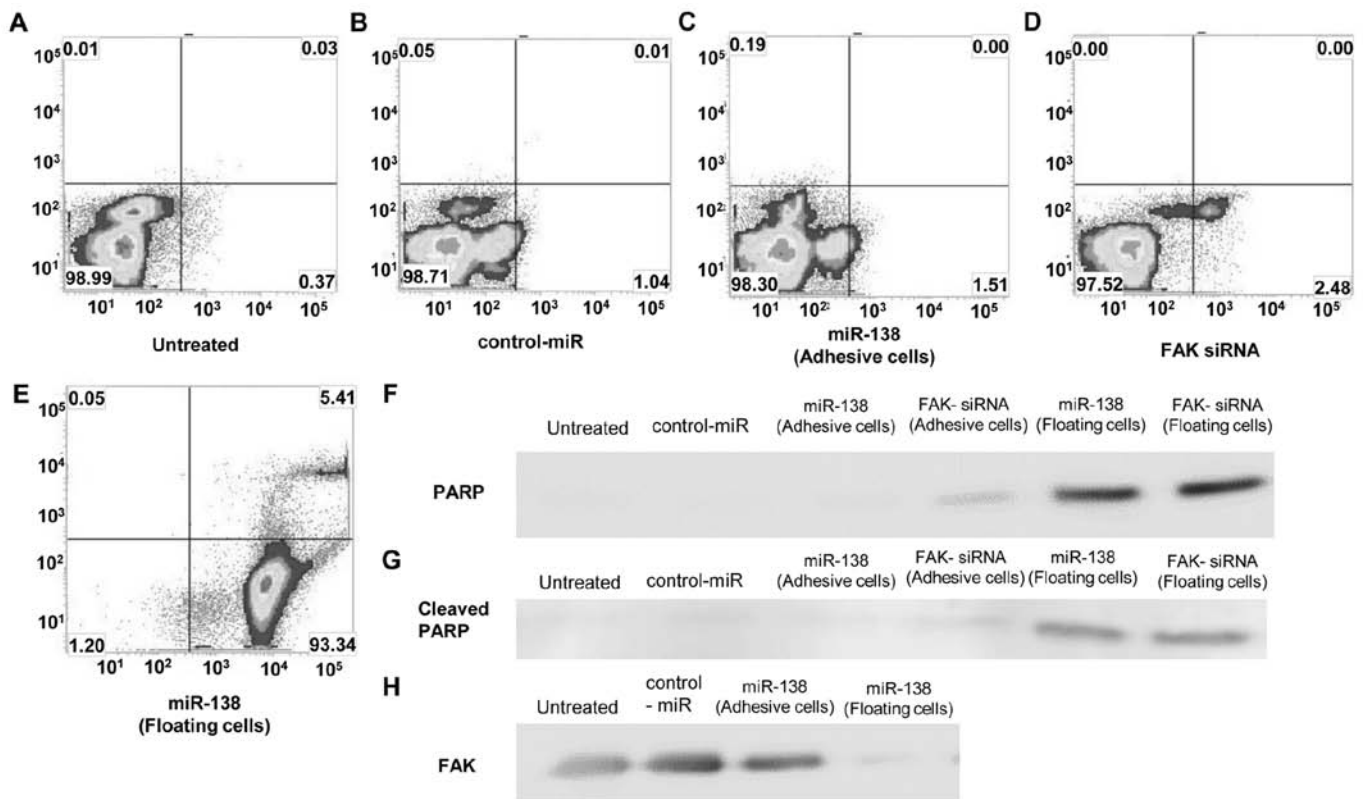 A
0.01 0.03
10⁵
10⁴
10³
10²
10¹
98.99 0.37
10¹ 10² 10³ 10⁴ 10⁵
Untreated
B
0.05 0.01
10⁵
10⁴
10³
10²
10¹
98.71 1.04
10¹ 10² 10³ 10⁴ 10⁵
control-miR
C
0.19 0.00
10⁵
10⁴
10³
10²
10¹
98.30 1.51
10¹ 10² 10³ 10⁴ 10⁵
miR-138
(Adhesive cells)
D
0.00 0.00
10⁵
10⁴
10³
10²
10¹
97.52 2.48
10¹ 10² 10³ 10⁴ 10⁵
FAK siRNA
E
0.05 5.41
10⁵
10⁴
10³
10²
10¹
1.20 93.34
10¹ 10² 10³ 10⁴ 10⁵
miR-138
(Floating cells)
F
Untreated control-miR miR-138 (Adhesive cells) FAK- siRNA (Adhesive cells) miR-138 (Floating cells) FAK- siRNA (Floating cells)
PARP
G
Untreated control-miR miR-138 (Adhesive cells) FAK- siRNA (Adhesive cells) miR-138 (Floating cells) FAK- siRNA (Floating cells)
Cleaved
PARP
H
Untreated control - miR miR-138 (Adhesive cells) miR-138 (Floating cells)
FAK